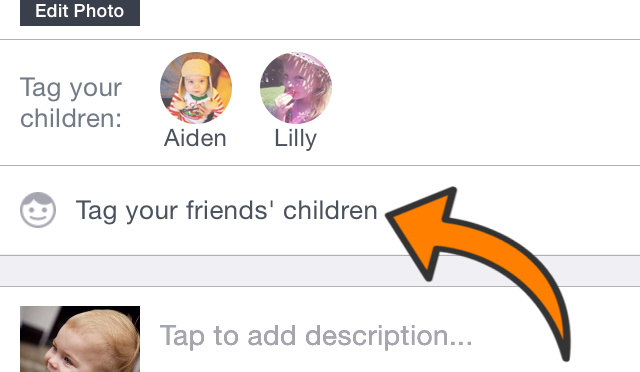 Edit Photo
Tag your
children:
Aiden
Lilly
Tag your friends' children
Tap to add description...